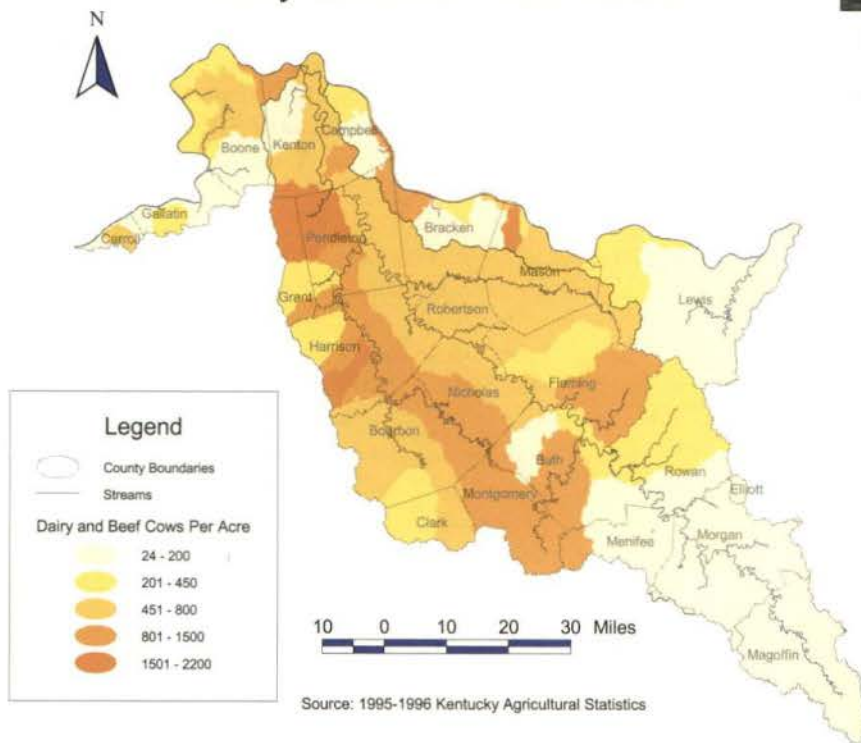 N
Campbell
Boone
Kenton
Gallatin
Carroll
Pendleton
Bracken
Mason
Lewis
Grant
Robertson
Harrison
Nicholas
Fleming
Bourbon
Bath
Rowan
Elliott
Montgomery
Clark
Menifee
Morgan
Magoffin
Legend
County Boundaries
Streams
Dairy and Beef Cows Per Acre
24 - 200
201 - 450
451 - 800
801 - 1500
1501 - 2200
10 0 10 20 30 Miles
Source: 1995-1996 Kentucky Agricultural Statistics